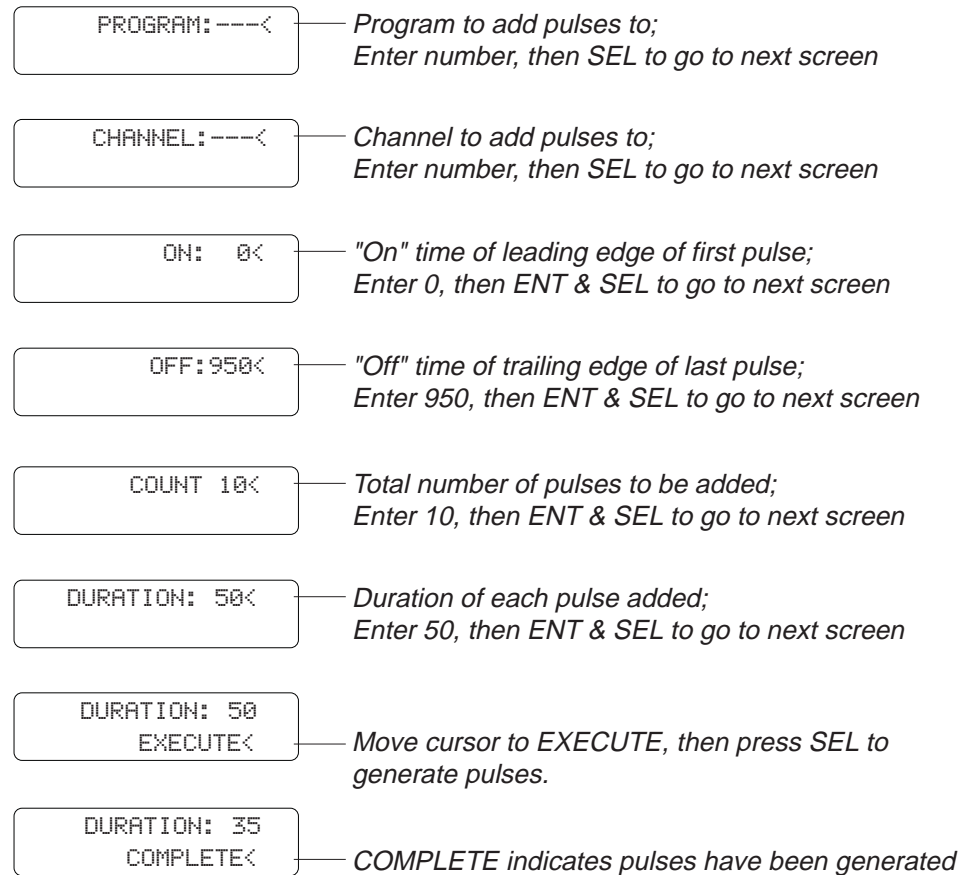 PROGRAM:---<
Program to add pulses to;
Enter number, then SEL to go to next screen
CHANNEL:---<
Channel to add pulses to;
Enter number, then SEL to go to next screen
ON: 0<
"On" time of leading edge of first pulse;
Enter 0, then ENT & SEL to go to next screen
OFF:950<
"Off" time of trailing edge of last pulse;
Enter 950, then ENT & SEL to go to next screen
COUNT 10<
Total number of pulses to be added;
Enter 10, then ENT & SEL to go to next screen
DURATION: 50<
Duration of each pulse added;
Enter 50, then ENT & SEL to go to next screen
DURATION: 50
EXECUTE<
Move cursor to EXECUTE, then press SEL to
generate pulses.
DURATION: 35
COMPLETE<
COMPLETE indicates pulses have been generated